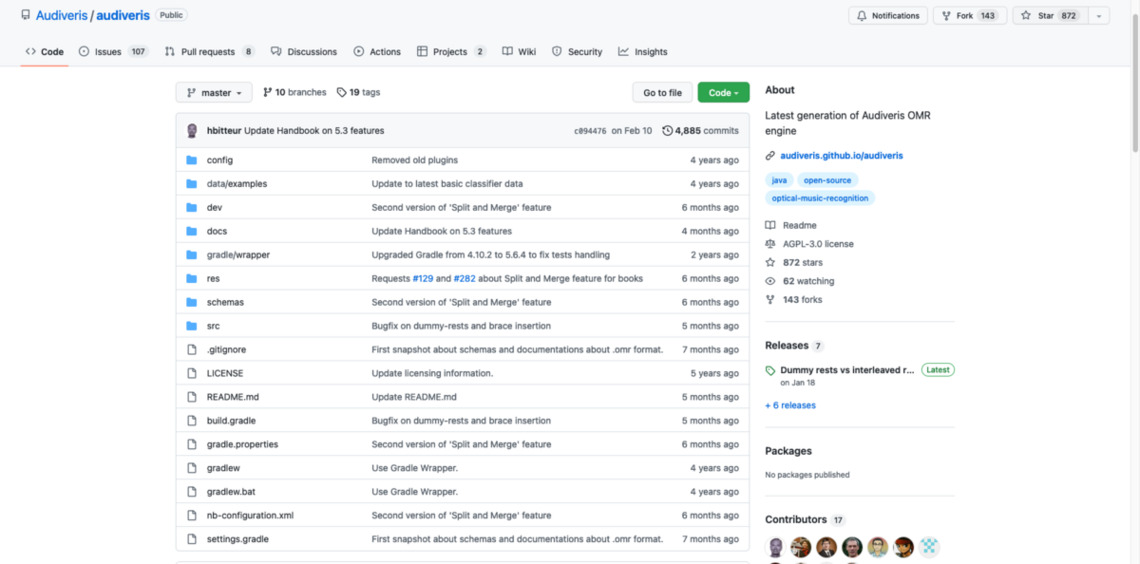 Audiveris / audiveris Public
Notifications Fork 143 Star 872
Code Issues 107 Pull requests 8 Discussions Actions Projects 2 Wiki Security Insights
master 10 branches 19 tags Go to file Code
hbitteur Update Handbook on 5.3 features c094476 on Feb 10 4,885 commits
config Removed old plugins 4 years ago
data/examples Update to latest basic classifier data 4 years ago
dev Second version of 'Split and Merge' feature 6 months ago
docs Update Handbook on 5.3 features 4 months ago
gradle/wrapper Upgraded Gradle from 4.10.2 to 5.6.4 to fix tests handling 2 years ago
res Requests #129 and #282 about Split and Merge feature for books 6 months ago
schemas Second version of 'Split and Merge' feature 6 months ago
src Bugfix on dummy-rests and brace insertion 5 months ago
.gitignore First snapshot about schemas and documentations about .omr format. 7 months ago
LICENSE Update licensing information. 5 years ago
README.md Update README.md 5 months ago
build.gradle Bugfix on dummy-rests and brace insertion 5 months ago
gradle.properties Second version of 'Split and Merge' feature 6 months ago
gradlew Use Gradle Wrapper. 4 years ago
gradlew.bat Use Gradle Wrapper. 4 years ago
nb-configuration.xml Second version of 'Split and Merge' feature 6 months ago
settings.gradle First snapshot about schemas and documentations about .omr format. 7 months ago
About
Latest generation of Audiveris OMR
engine
audiveris.github.io/audiveris
java open-source
optical-music-recognition
Readme
AGPL-3.0 license
872 stars
62 watching
143 forks
Releases 7
Dummy rests vs interleaved r... Latest
on Jan 18
+ 6 releases
Packages
No packages published
Contributors 17